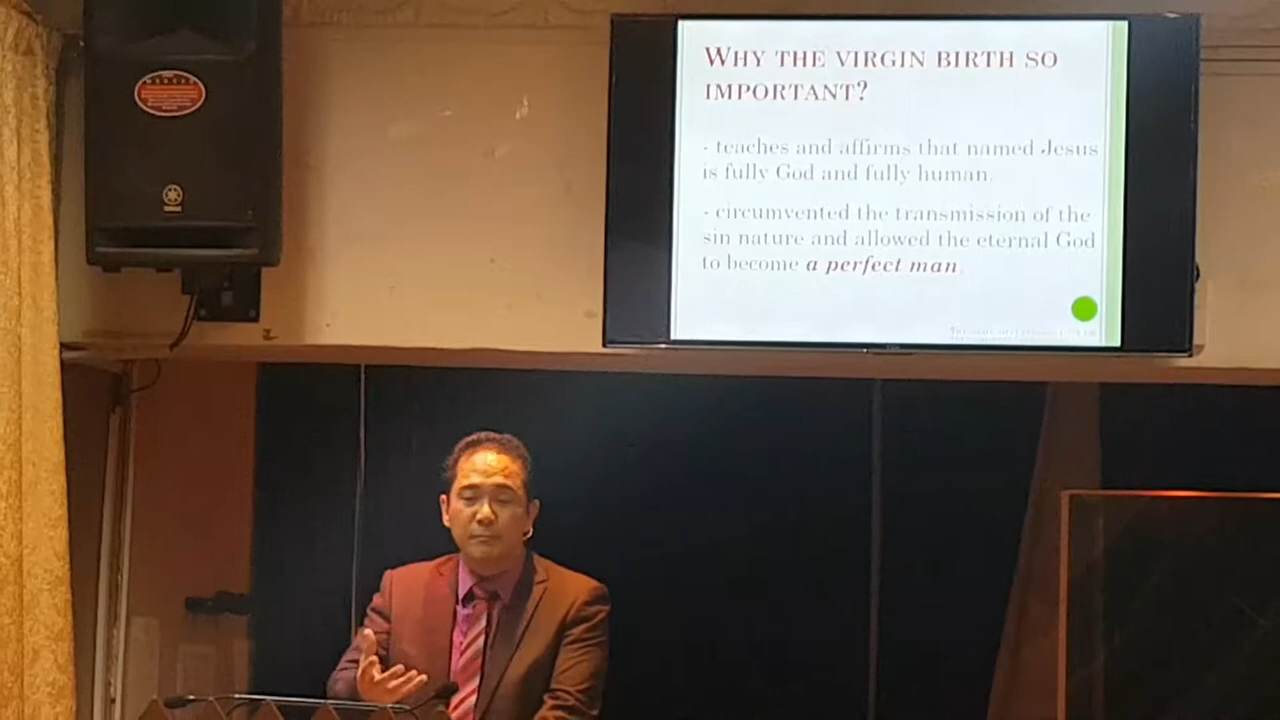 WHY THE VIRGIN BIRTH SO
IMPORTANT?
- teaches and affirms that named Jesus
is fully God and fully human.
- circumvented the transmission of the
sin nature and allowed the eternal God
to become a perfect man.